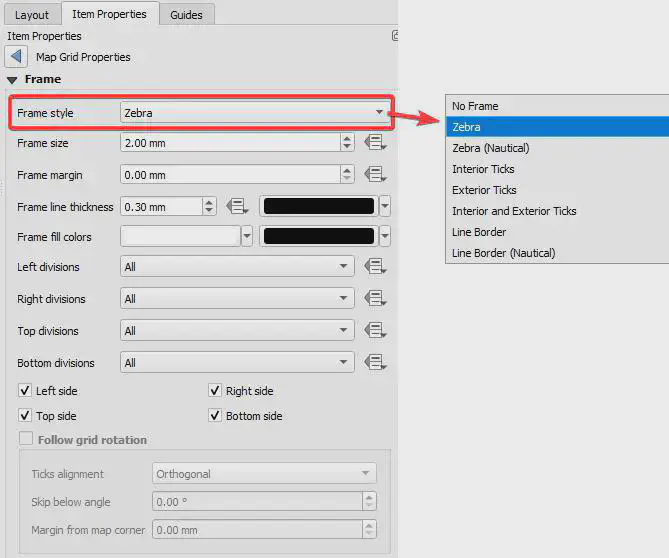 Layout
Item Properties
Guides
Item Properties
Map Grid Properties
Frame
Frame style
Zebra
Frame size
2.00 mm
Frame margin
0.00 mm
Frame line thickness
0.30 mm
Frame fill colors
Left divisions
All
Right divisions
All
Top divisions
All
Bottom divisions
All
Left side
Right side
Top side
Bottom side
Follow grid rotation
Ticks alignment
Orthogonal
Skip below angle
0.00 °
Margin from map corner
0.00 mm
No Frame
Zebra
Zebra (Nautical)
Interior Ticks
Exterior Ticks
Interior and Exterior Ticks
Line Border
Line Border (Nautical)